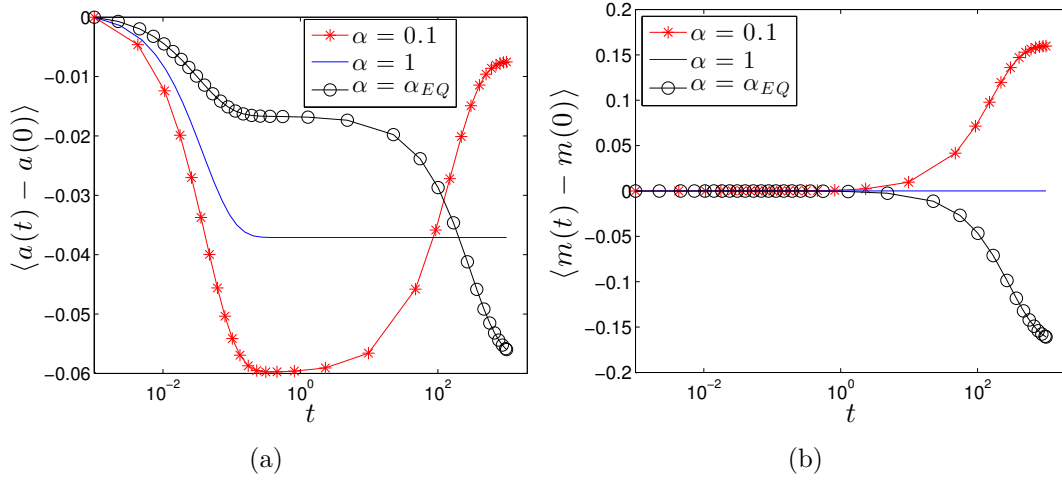 ⟨a(t) − a(0)⟩
0
−0.01
−0.02
−0.03
−0.04
−0.05
−0.06
10^−2
10^0
10^2
t
α = 0.1
α = 1
α = α_EQ
(a)
⟨m(t) − m(0)⟩
0.2
0.15
0.1
0.05
0
−0.05
−0.1
−0.15
−0.2
10^−2
10^0
10^2
t
α = 0.1
α = 1
α = α_EQ
(b)